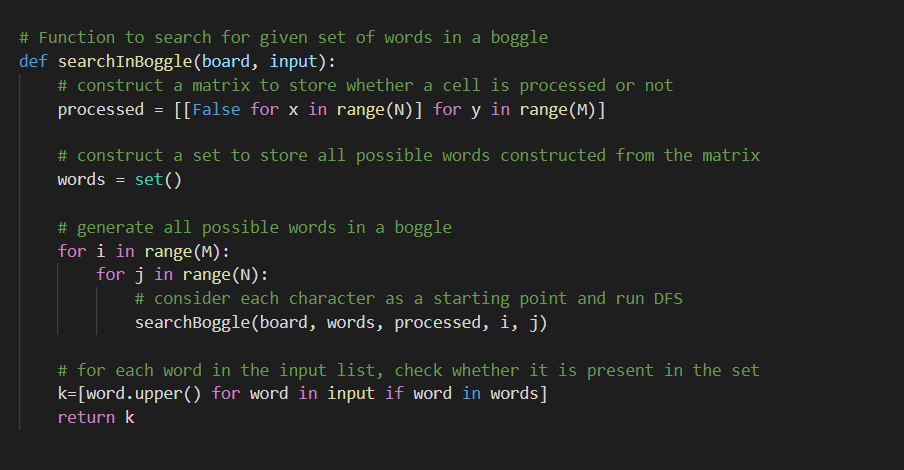 # Function to search for given set of words in a boggle
def searchInBoggle(board, input):
    # construct a matrix to store whether a cell is processed or not
    processed = [[False for x in range(N)] for y in range(M)]

    # construct a set to store all possible words constructed from the matrix
    words = set()

    # generate all possible words in a boggle
    for i in range(M):
        for j in range(N):
            # consider each character as a starting point and run DFS
            searchBoggle(board, words, processed, i, j)

    # for each word in the input list, check whether it is present in the set
    k=[word.upper() for word in input if word in words]
    return k